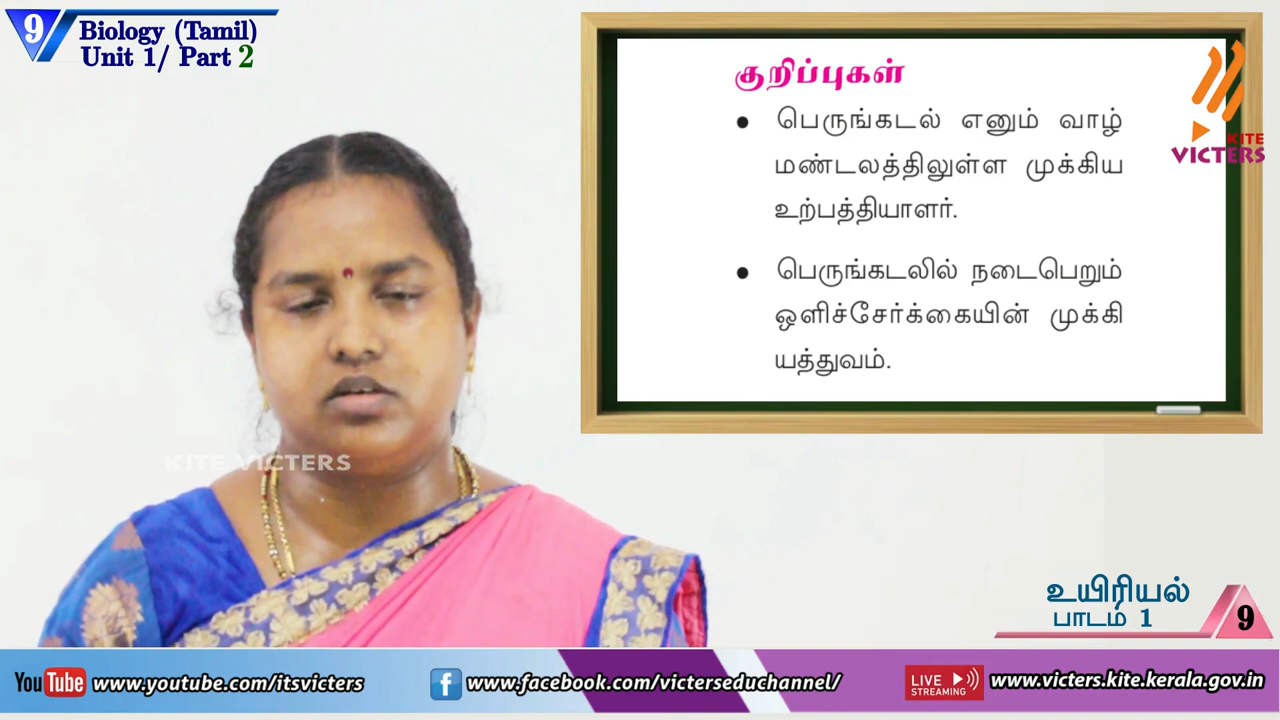 9
Biology (Tamil)
Unit 1/ Part 2
குறிப்புகள்
● பெருங்கடல் எனும் வாழ்
மண்டலத்திலுள்ள முக்கிய
உற்பத்தியாளர்.
● பெருங்கடலில் நடைபெறும்
ஒளிச்சேர்க்கையின் முக்கி
யத்துவம்.
KITE
VICTERS
KITE VICTERS
உயிரியல்
பாடம் 1
9
YouTube www.youtube.com/itsvicters
f www.facebook.com/victerseduchannel/
LIVE
STREAMING
www.victers.kite.kerala.gov.in